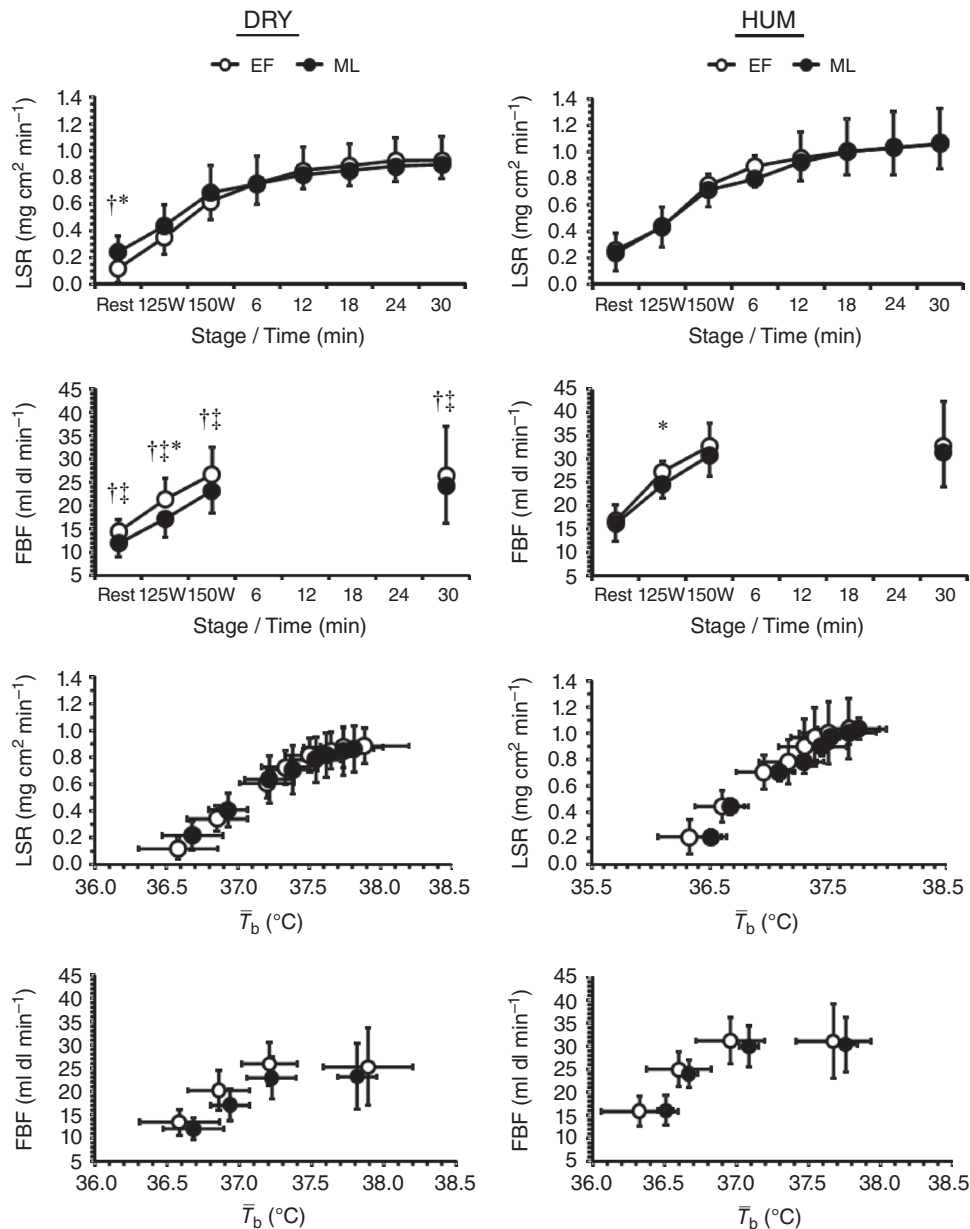 DRY
HUM
EF ML
EF ML
LSR (mg cm² min⁻¹)
1.4
1.2
1.0
0.8
0.6
0.4
0.2
0.0
†*
Rest 125W 150W 6 12 18 24 30
Stage / Time (min)
LSR (mg cm² min⁻¹)
1.4
1.2
1.0
0.8
0.6
0.4
0.2
0.0
Rest 125W 150W 6 12 18 24 30
Stage / Time (min)
FBF (ml dl min⁻¹)
45
40
35
30
25
20
15
10
5
†‡
†‡*
†‡
†‡
Rest 125W 150W 6 12 18 24 30
Stage / Time (min)
FBF (ml dl min⁻¹)
45
40
35
30
25
20
15
10
5
*
Rest 125W 150W 6 12 18 24 30
Stage / Time (min)
LSR (mg cm² min⁻¹)
1.4
1.2
1.0
0.8
0.6
0.4
0.2
0.0
36.0 36.5 37.0 37.5 38.0 38.5
T̅b (°C)
LSR (mg cm² min⁻¹)
1.4
1.2
1.0
0.8
0.6
0.4
0.2
0.0
35.5 36.5 37.5 38.5
T̅b (°C)
FBF (ml dl min⁻¹)
45
40
35
30
25
20
15
10
5
36.0 36.5 37.0 37.5 38.0 38.5
T̅b (°C)
FBF (ml dl min⁻¹)
45
40
35
30
25
20
15
10
5
36.0 36.5 37.0 37.5 38.0 38.5
T̅b (°C)